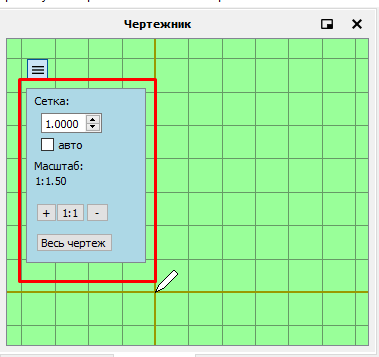 Чертежник
Сетка:
1.0000
авто
Масштаб:
1:1.50
+ 1:1 -
Весь чертеж